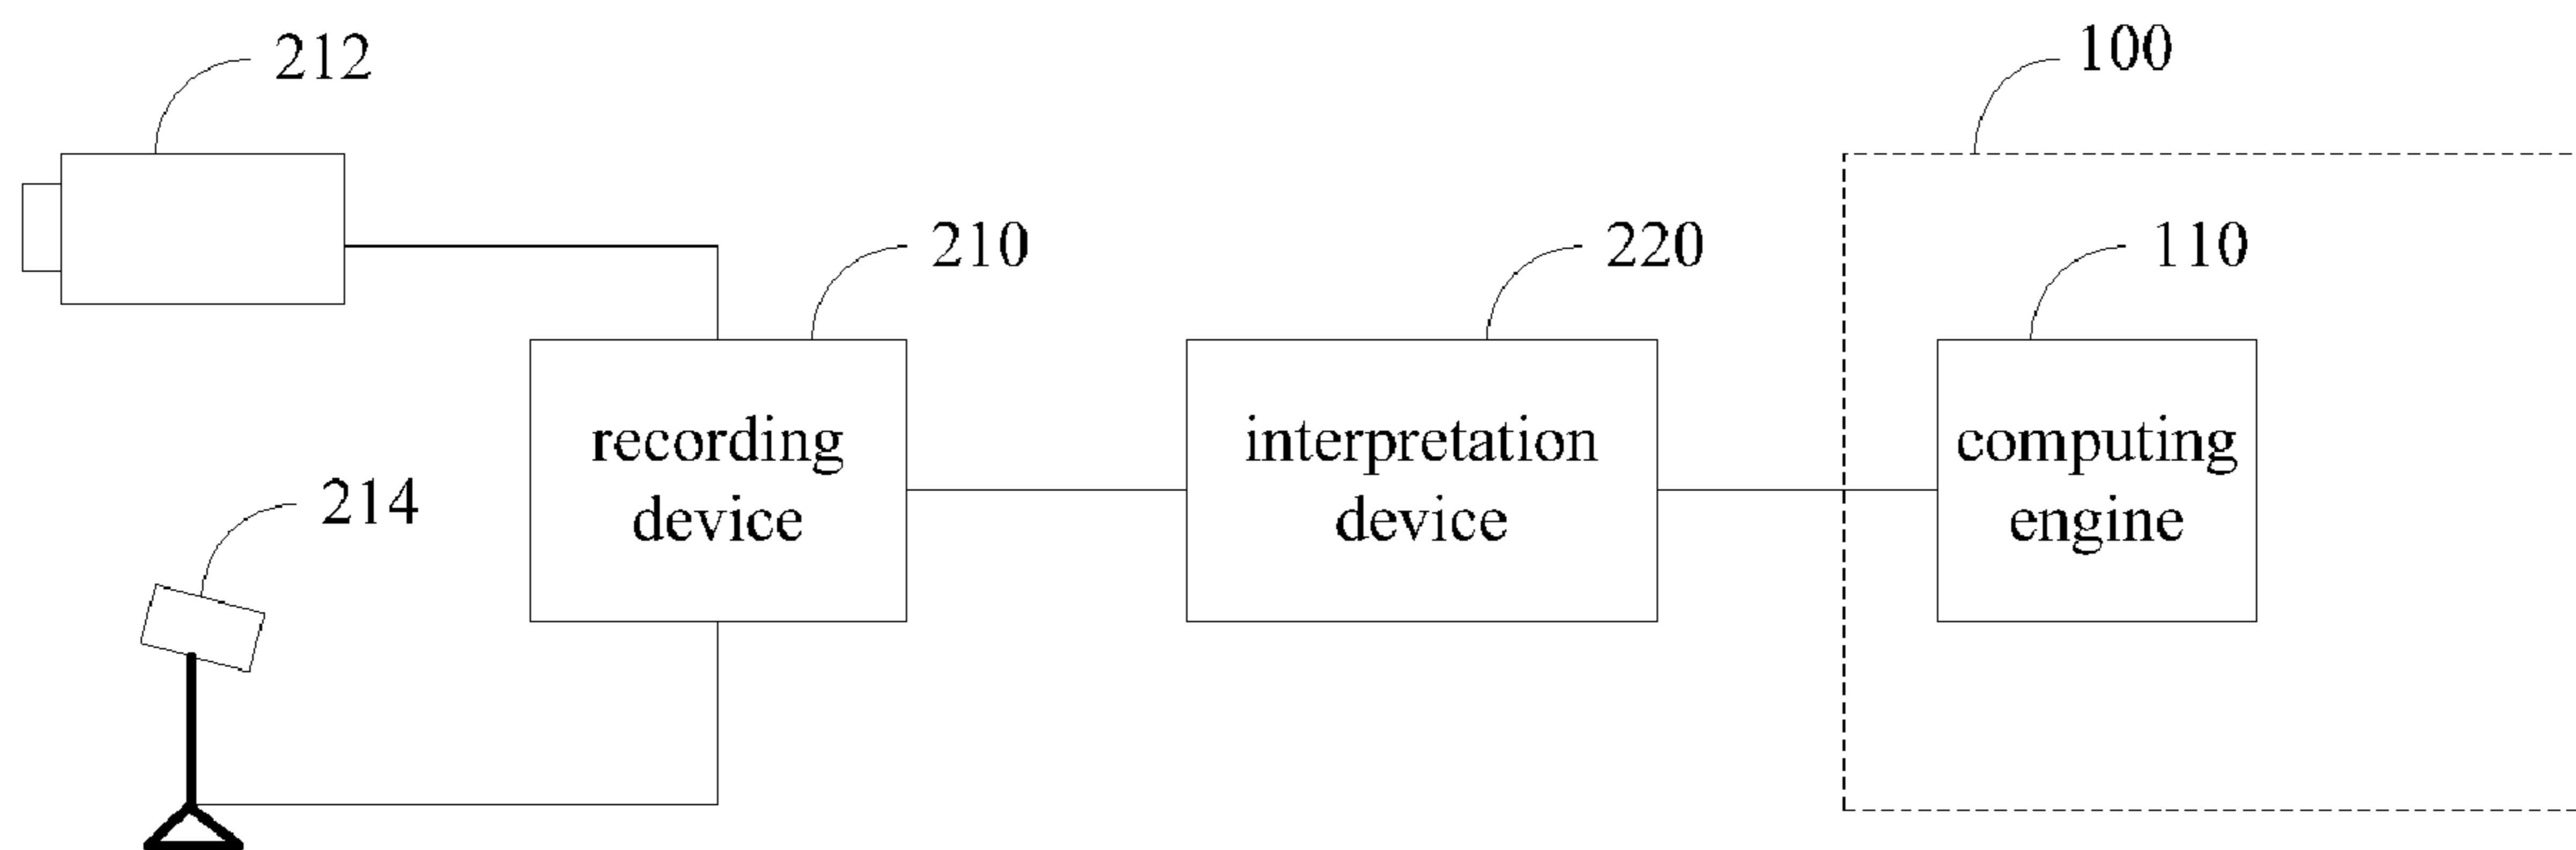 212
100
210
220
110
recording
device
interpretation
device
computing
engine
214